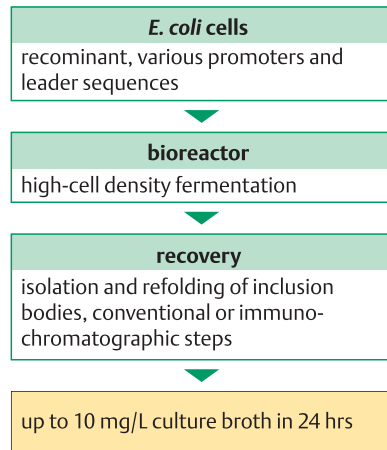 E. coli cells
recominant, various promoters and
leader sequences
bioreactor
high-cell density fermentation
recovery
isolation and refolding of inclusion
bodies, conventional or immuno-
chromatographic steps
up to 10 mg/L culture broth in 24 hrs